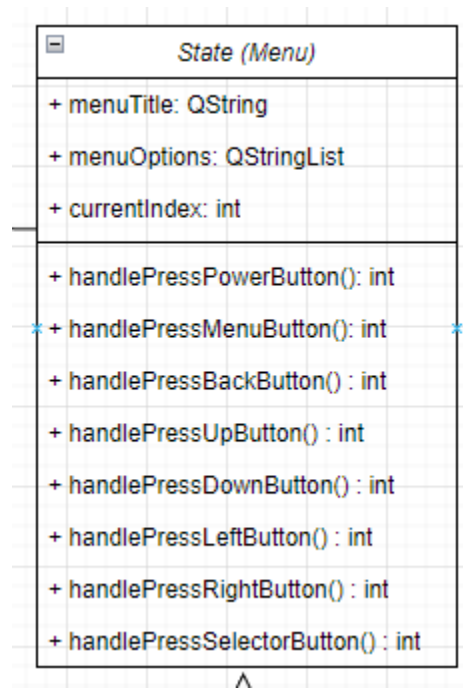 State (Menu)
+ menuTitle: QString
+ menuOptions: QStringList
+ currentIndex: int
+ handlePressPowerButton(): int
+ handlePressMenuButton(): int
+ handlePressBackButton() : int
+ handlePressUpButton() : int
+ handlePressDownButton() : int
+ handlePressLeftButton() : int
+ handlePressRightButton() : int
+ handlePressSelectorButton() : int